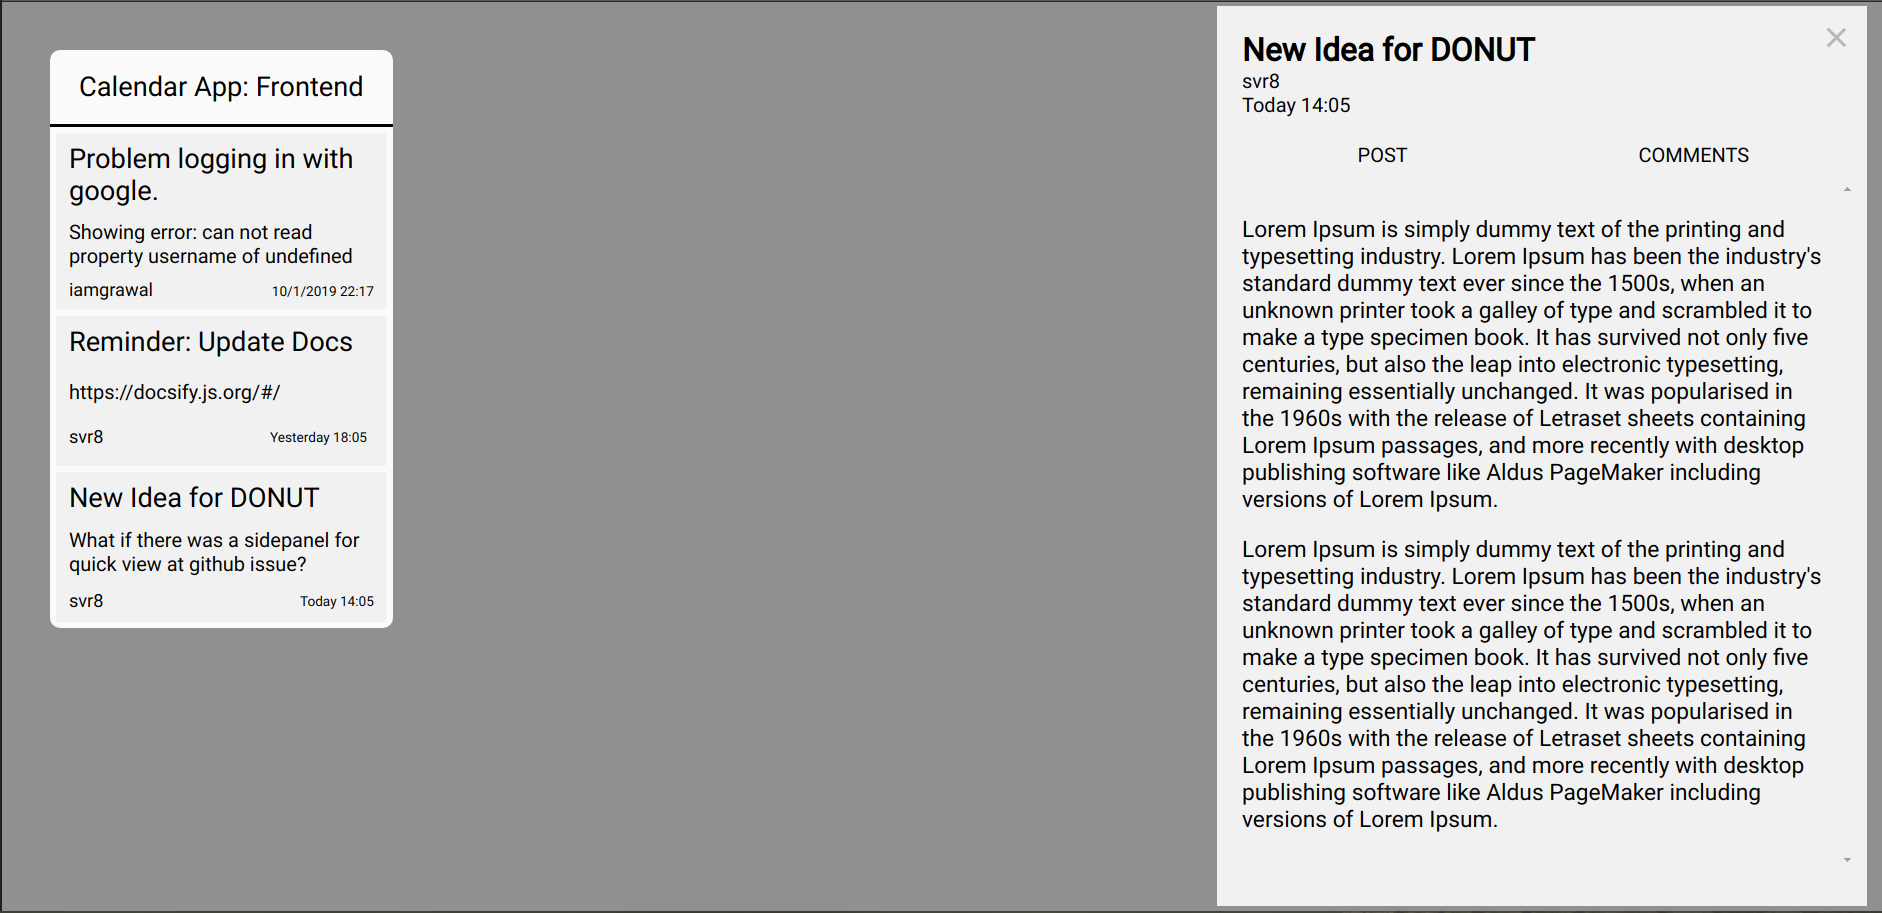 Calendar App: Frontend
Problem logging in with
google.
Showing error: can not read
property username of undefined
iamgrawal 10/1/2019 22:17
Reminder: Update Docs
https://docsify.js.org/#/
svr8 Yesterday 18:05
New Idea for DONUT
What if there was a sidepanel for
quick view at github issue?
svr8 Today 14:05
New Idea for DONUT
svr8
Today 14:05
POST COMMENTS
Lorem Ipsum is simply dummy text of the printing and
typesetting industry. Lorem Ipsum has been the industry's
standard dummy text ever since the 1500s, when an
unknown printer took a galley of type and scrambled it to
make a type specimen book. It has survived not only five
centuries, but also the leap into electronic typesetting,
remaining essentially unchanged. It was popularised in
the 1960s with the release of Letraset sheets containing
Lorem Ipsum passages, and more recently with desktop
publishing software like Aldus PageMaker including
versions of Lorem Ipsum.
Lorem Ipsum is simply dummy text of the printing and
typesetting industry. Lorem Ipsum has been the industry's
standard dummy text ever since the 1500s, when an
unknown printer took a galley of type and scrambled it to
make a type specimen book. It has survived not only five
centuries, but also the leap into electronic typesetting,
remaining essentially unchanged. It was popularised in
the 1960s with the release of Letraset sheets containing
Lorem Ipsum passages, and more recently with desktop
publishing software like Aldus PageMaker including
versions of Lorem Ipsum.